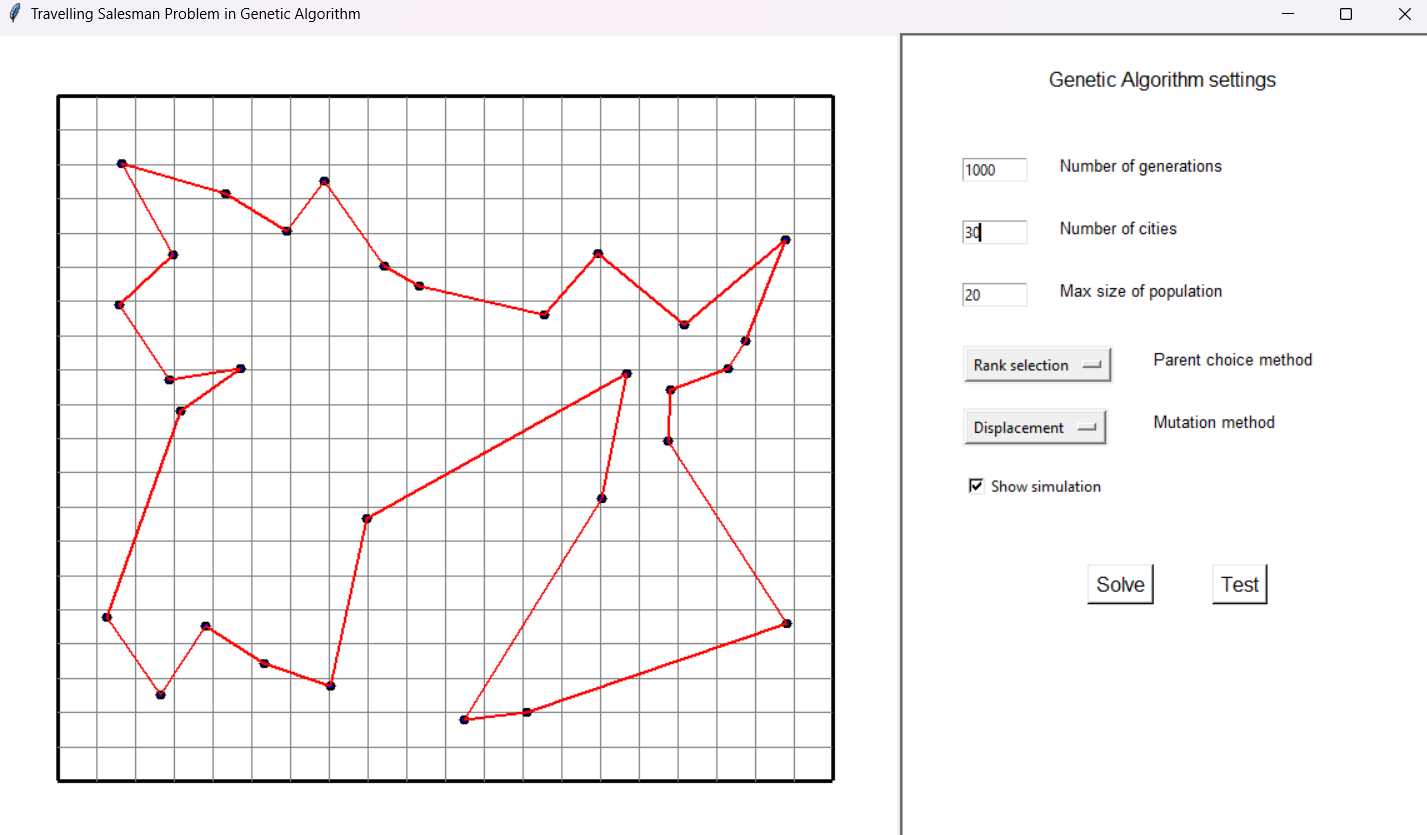 Travelling Salesman Problem in Genetic Algorithm
Genetic Algorithm settings
1000 Number of generations
30 Number of cities
20 Max size of population
Rank selection Parent choice method
Displacement Mutation method
Show simulation
Solve Test